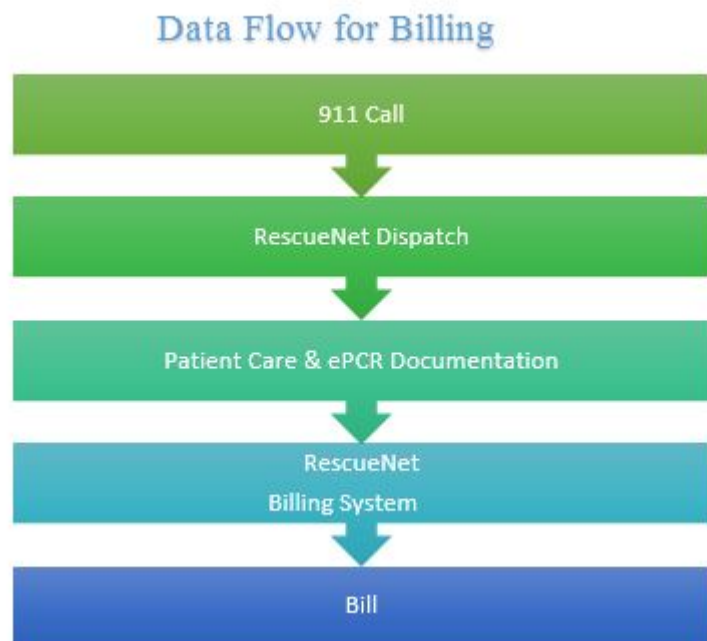 Data Flow for Billing
911 Call
RescueNet Dispatch
Patient Care & ePCR Documentation
RescueNet
Billing System
Bill